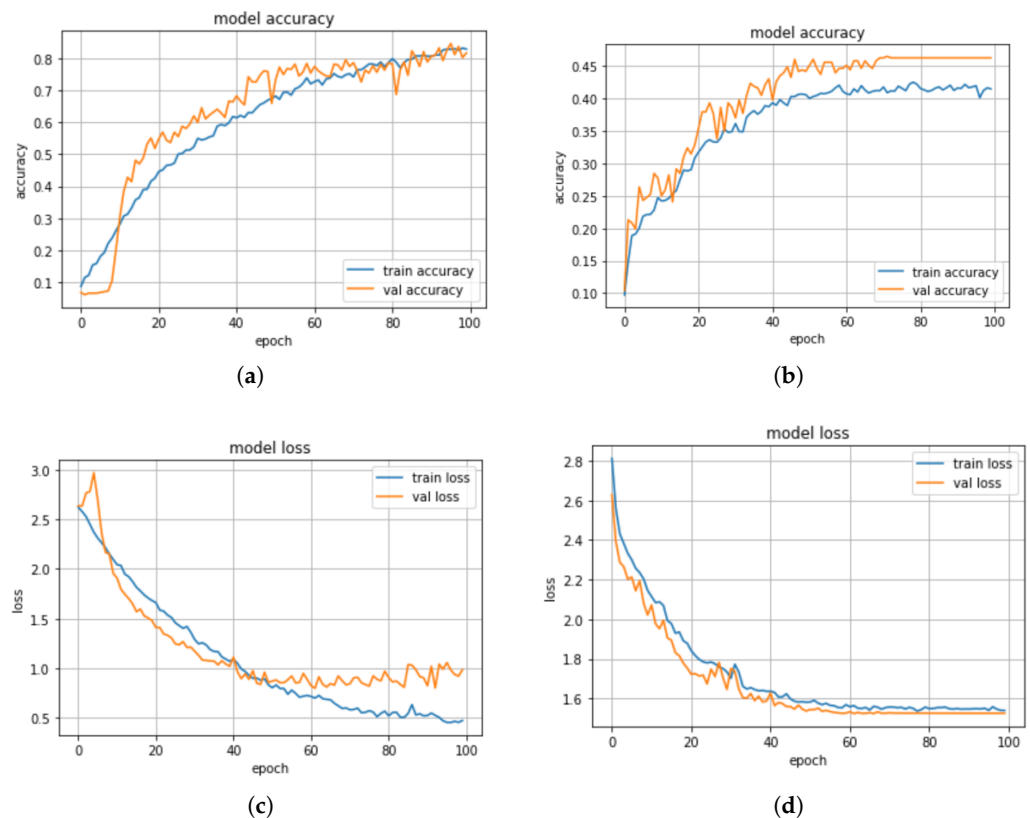 model accuracy
0.8
0.7
0.6
0.5
0.4
0.3
0.2
0.1
accuracy
train accuracy
val accuracy
0 20 40 60 80 100
epoch
(a)
model accuracy
0.45
0.40
0.35
0.30
0.25
0.20
0.15
0.10
accuracy
train accuracy
val accuracy
0 20 40 60 80 100
epoch
(b)
model loss
3.0
2.5
2.0
1.5
1.0
0.5
loss
train loss
val loss
0 20 40 60 80 100
epoch
(c)
model loss
2.8
2.6
2.4
2.2
2.0
1.8
1.6
loss
train loss
val loss
0 20 40 60 80 100
epoch
(d)